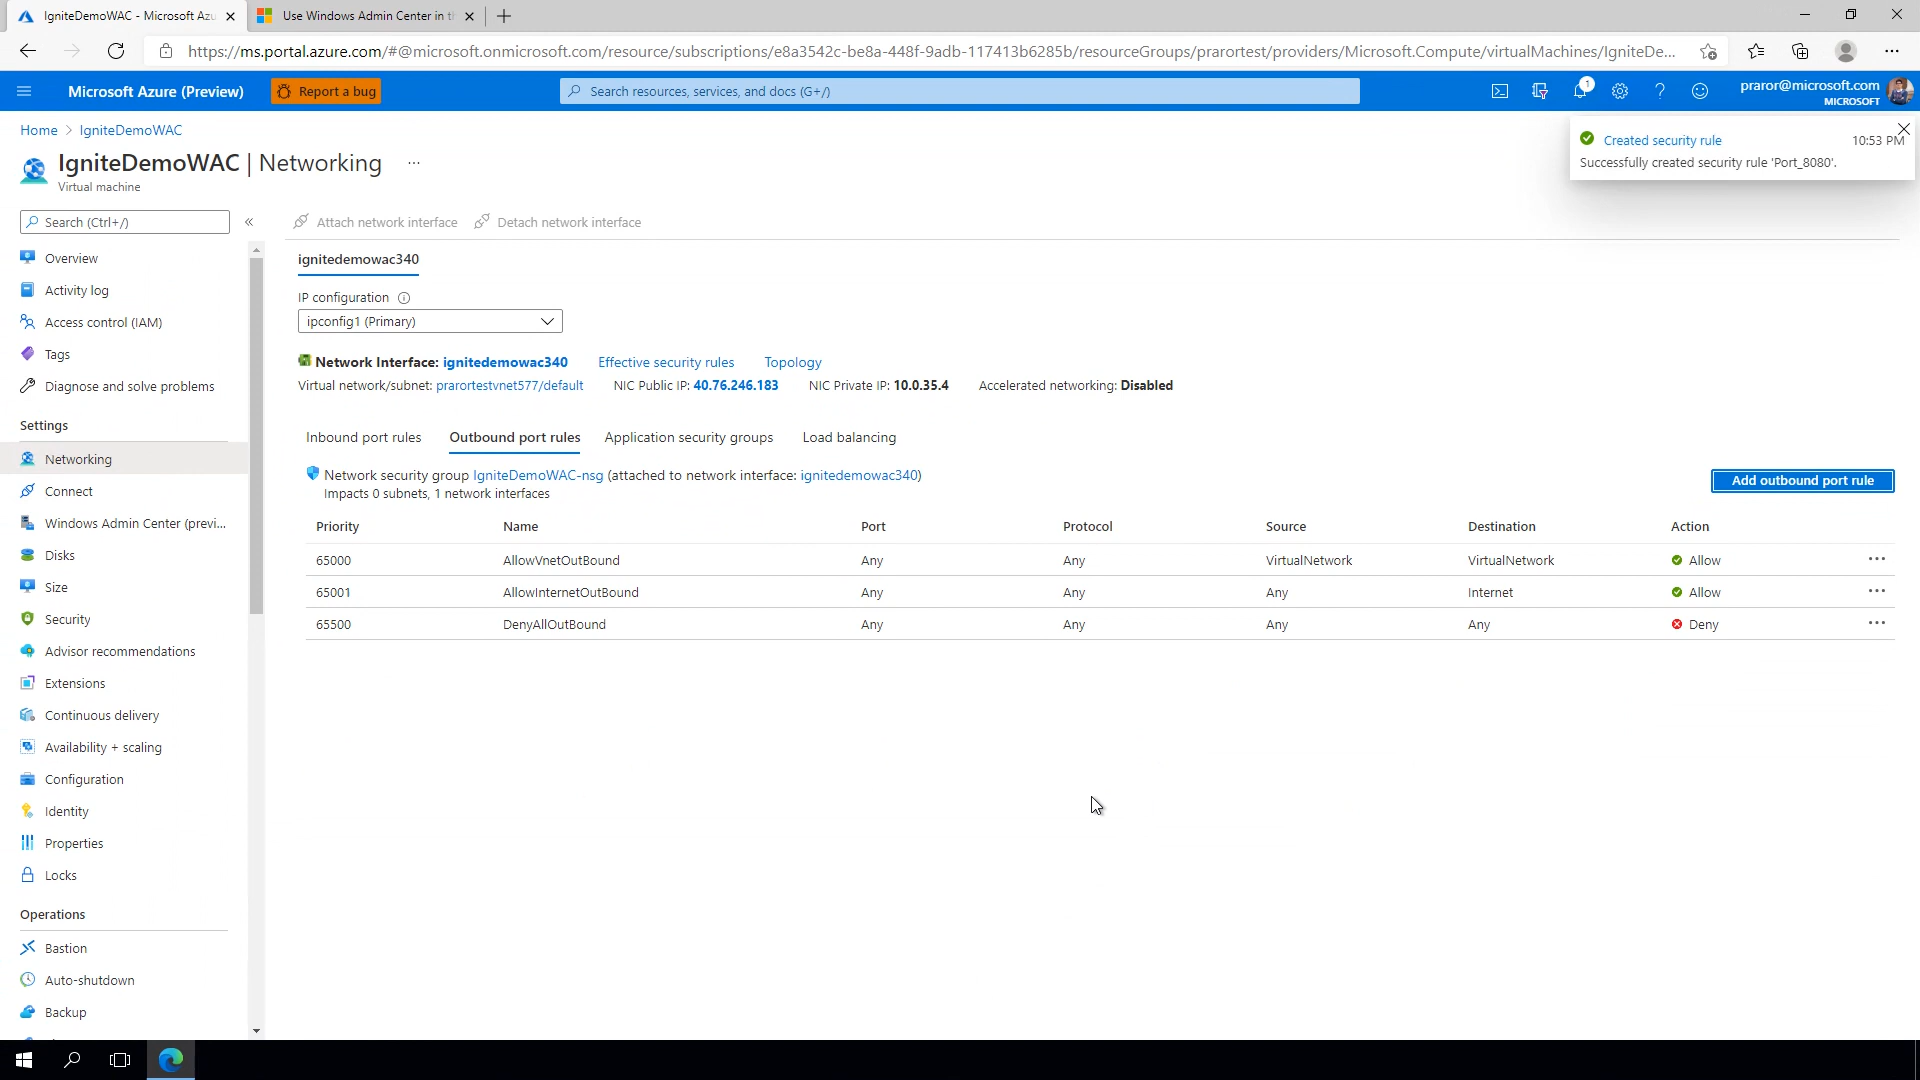 IgniteDemoWAC - Microsoft Azu
Use Windows Admin Center in th
https://ms.portal.azure.com/#@microsoft.onmicrosoft.com/resource/subscriptions/e8a3542c-be8a-448f-9adb-117413b6285b/resourceGroups/prarortest/providers/Microsoft.Compute/virtualMachines/IgniteDe...
Microsoft Azure (Preview)
Report a bug
Search resources, services, and docs (G+/)
1
praror@microsoft.com
MICROSOFT
Home > IgniteDemoWAC
IgniteDemoWAC | Networking ...
Virtual machine
Created security rule 10:53 PM
Successfully created security rule 'Port_8080'.
Search (Ctrl+/)
Attach network interface Detach network interface
Overview
Activity log
Access control (IAM)
Tags
Diagnose and solve problems
Settings
Networking
Connect
Windows Admin Center (previ...
Disks
Size
Security
Advisor recommendations
Extensions
Continuous delivery
Availability + scaling
Configuration
Identity
Properties
Locks
Operations
Bastion
Auto-shutdown
Backup
ignitedemowac340
IP configuration
ipconfig1 (Primary)
Network Interface: ignitedemowac340 Effective security rules Topology
Virtual network/subnet: prarortestvnet577/default NIC Public IP: 40.76.246.183 NIC Private IP: 10.0.35.4 Accelerated networking: Disabled
Inbound port rules Outbound port rules Application security groups Load balancing
Network security group IgniteDemoWAC-nsg (attached to network interface: ignitedemowac340)
Impacts 0 subnets, 1 network interfaces
Add outbound port rule
Priority Name Port Protocol Source Destination Action
65000 AllowVnetOutBound Any Any VirtualNetwork VirtualNetwork Allow ...
65001 AllowInternetOutBound Any Any Any Internet Allow ...
65500 DenyAllOutBound Any Any Any Any Deny ...